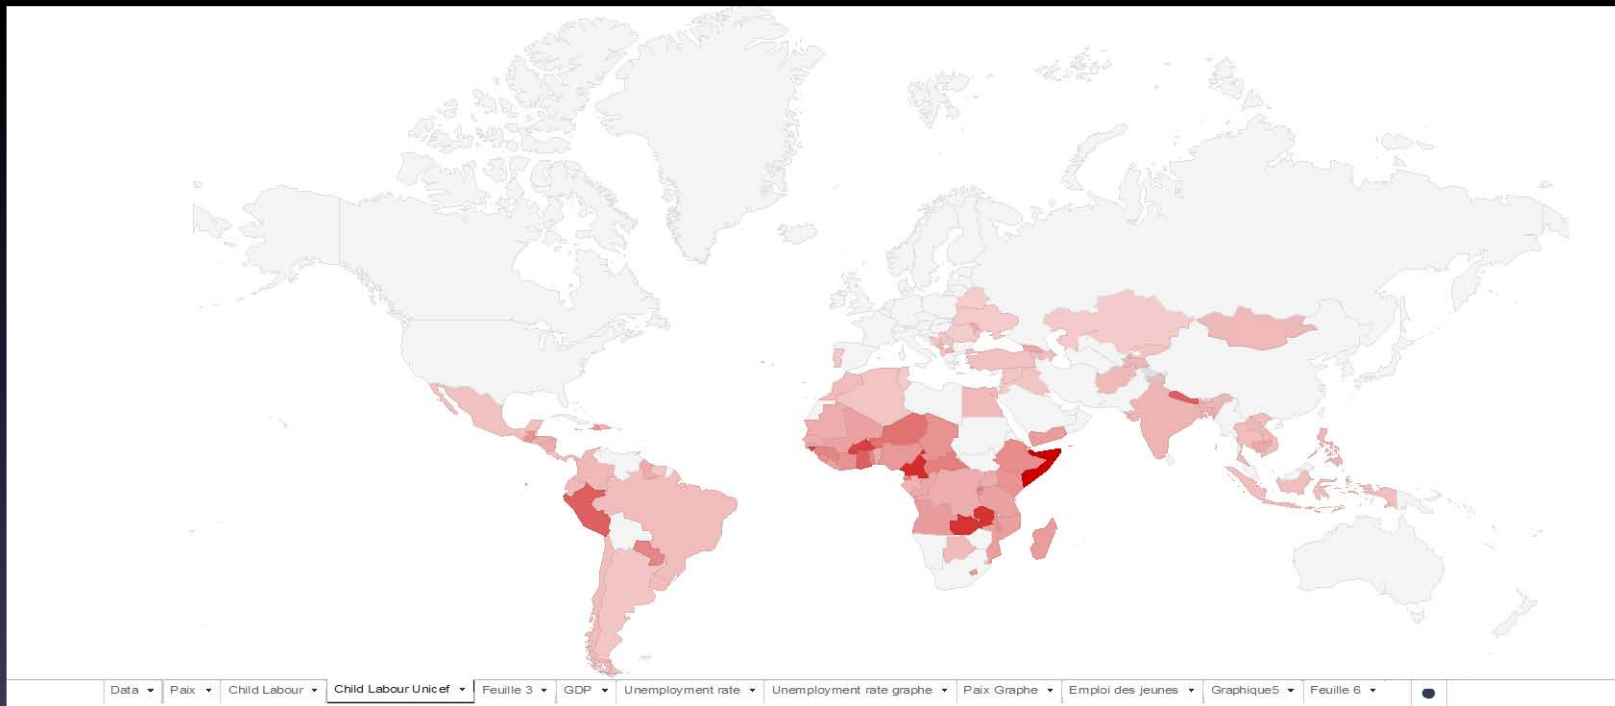 Data Paix Child Labour Child Labour Unicef Feuille 3 GDP Unemployment rate Unemployment rate graphe Paix Graphe Emploi des jeunes Graphique5 Feuille 6